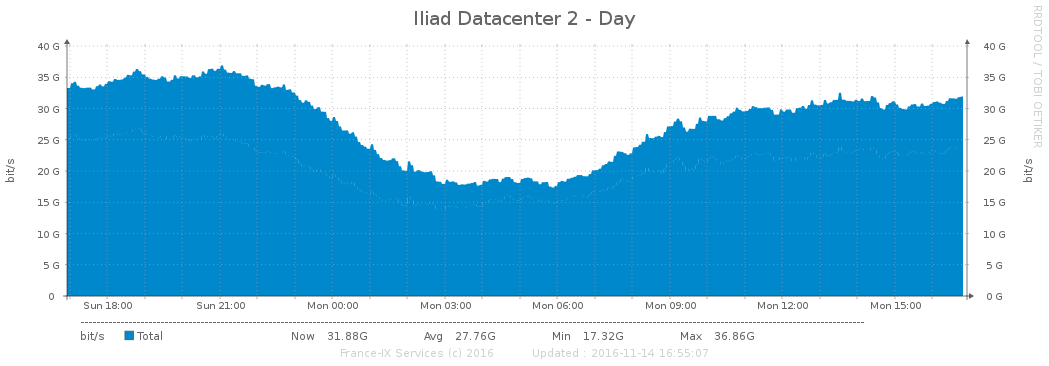 Iliad Datacenter 2 - Day
RRDTOOL / TOBI OETIKER
40 G 40 G
35 G 35 G
30 G 30 G
25 G 25 G
20 G 20 G
15 G 15 G
10 G 10 G
5 G 5 G
0 0 G
bit/s
bit/s
Sun 18:00 Sun 21:00 Mon 00:00 Mon 03:00 Mon 06:00 Mon 09:00 Mon 12:00 Mon 15:00
bit/s Total Now 31.88G Avg 27.76G Min 17.32G Max 36.86G
France-IX Services (c) 2016 Updated : 2016-11-14 16:55:07